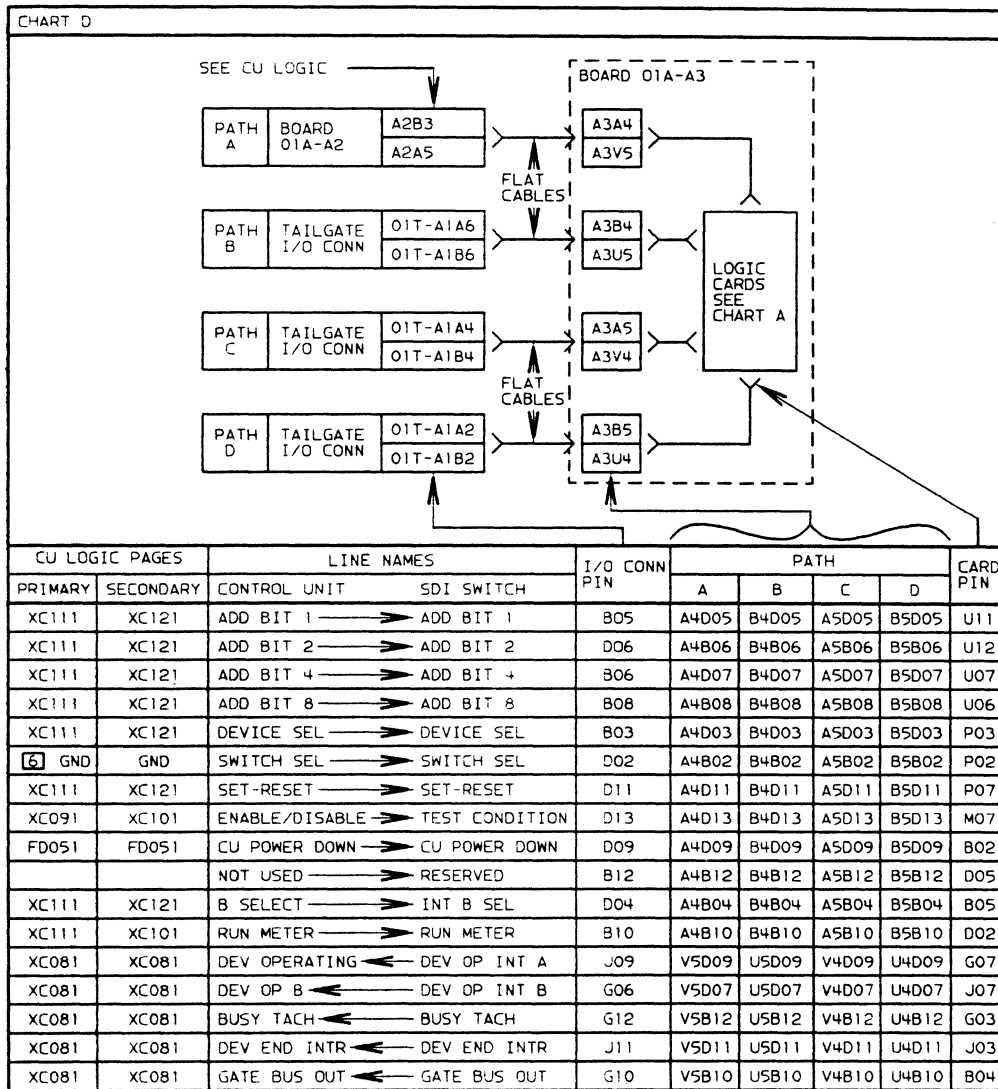 CHART D
SEE CU LOGIC
BOARD 01A-A3
PATH A BOARD 01A-A2 A2B3 A2A5
A3A4
A3V5
FLAT CABLES
PATH B TAILGATE I/O CONN 01T-A1A6 01T-A1B6
A3B4
A3U5
LOGIC CARDS SEE CHART A
PATH C TAILGATE I/O CONN 01T-A1A4 01T-A1B4
A3A5
A3V4
FLAT CABLES
PATH D TAILGATE I/O CONN 01T-A1A2 01T-A1B2
A3B5
A3U4
CU LOGIC PAGES LINE NAMES I/O CONN PIN PATH CARD PIN
PRIMARY SECONDARY CONTROL UNIT SDI SWITCH A B C D
XC111 XC121 ADD BIT 1 ADD BIT 1 B05 A4D05 B4D05 A5D05 B5D05 U11
XC111 XC121 ADD BIT 2 ADD BIT 2 D06 A4B06 B4B06 A5B06 B5B06 U12
XC111 XC121 ADD BIT 4 ADD BIT 4 B06 A4D07 B4D07 A5D07 B5D07 U07
XC111 XC121 ADD BIT 8 ADD BIT 8 B08 A4B08 B4B08 A5B08 B5B08 U06
XC111 XC121 DEVICE SEL DEVICE SEL B03 A4D03 B4D03 A5D03 B5D03 P03
6 GND GND SWITCH SEL SWITCH SEL D02 A4B02 B4B02 A5B02 B5B02 P02
XC111 XC121 SET-RESET SET-RESET D11 A4D11 B4D11 A5D11 B5D11 P07
XC091 XC101 ENABLE/DISABLE TEST CONDITION D13 A4D13 B4D13 A5D13 B5D13 M07
FD051 FD051 CU POWER DOWN CU POWER DOWN D09 A4D09 B4D09 A5D09 B5D09 B02
NOT USED RESERVED B12 A4B12 B4B12 A5B12 B5B12 D05
XC111 XC121 B SELECT INT B SEL D04 A4B04 B4B04 A5B04 B5B04 B05
XC111 XC101 RUN METER RUN METER B10 A4B10 B4B10 A5B10 B5B10 D02
XC081 XC081 DEV OPERATING DEV OP INT A J09 V5D09 U5D09 V4D09 U4D09 G07
XC081 XC081 DEV OP B DEV OP INT B G06 V5D07 U5D07 V4D07 U4D07 J07
XC081 XC081 BUSY TACH BUSY TACH G12 V5B12 U5B12 V4B12 U4B12 G03
XC081 XC081 DEV END INTR DEV END INTR J11 V5D11 U5D11 V4D11 U4D11 J03
XC081 XC081 GATE BUS OUT GATE BUS OUT G10 V5B10 U5B10 V4B10 U4B10 B04